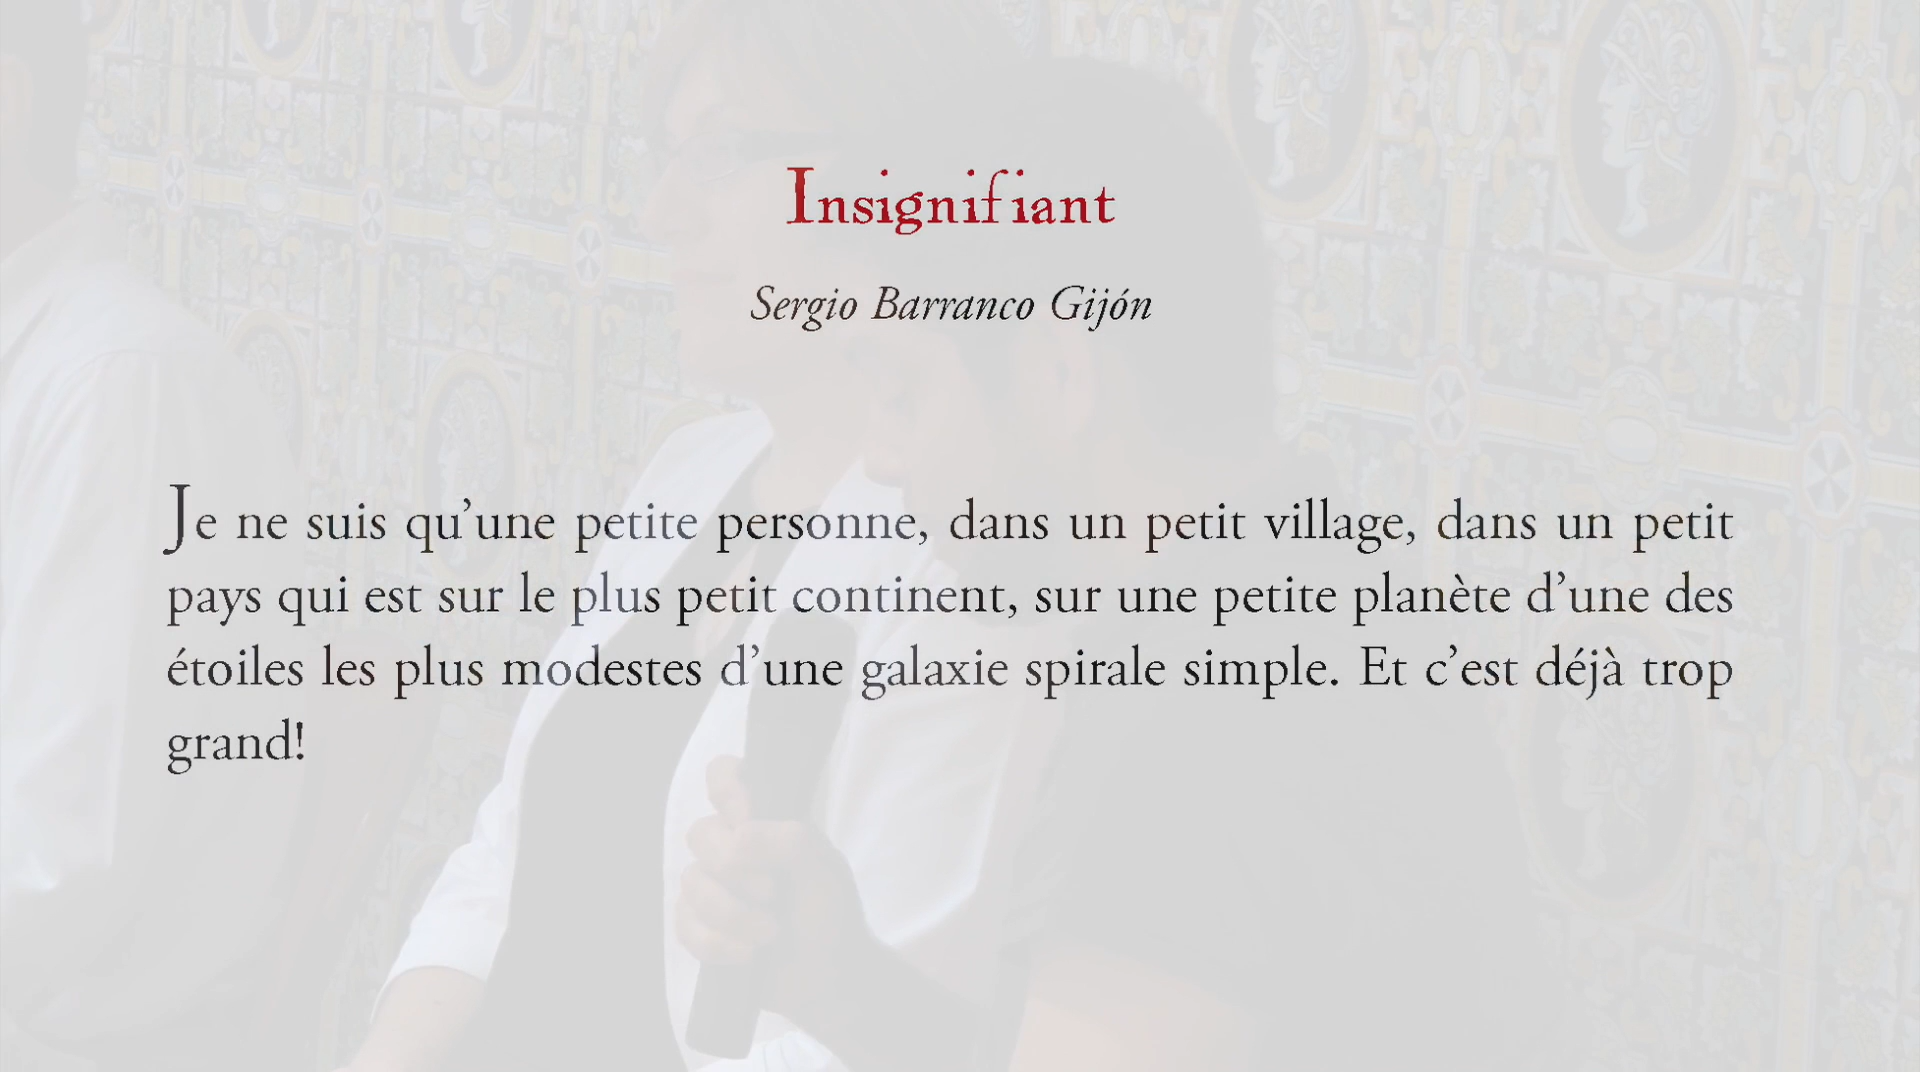 Insignifiant
Sergio Barranco Gijón
Je ne suis qu’une petite personne, dans un petit village, dans un petit
pays qui est sur le plus petit continent, sur une petite planète d’une des
étoiles les plus modestes d’une galaxie spirale simple. Et c’est déjà trop
grand!